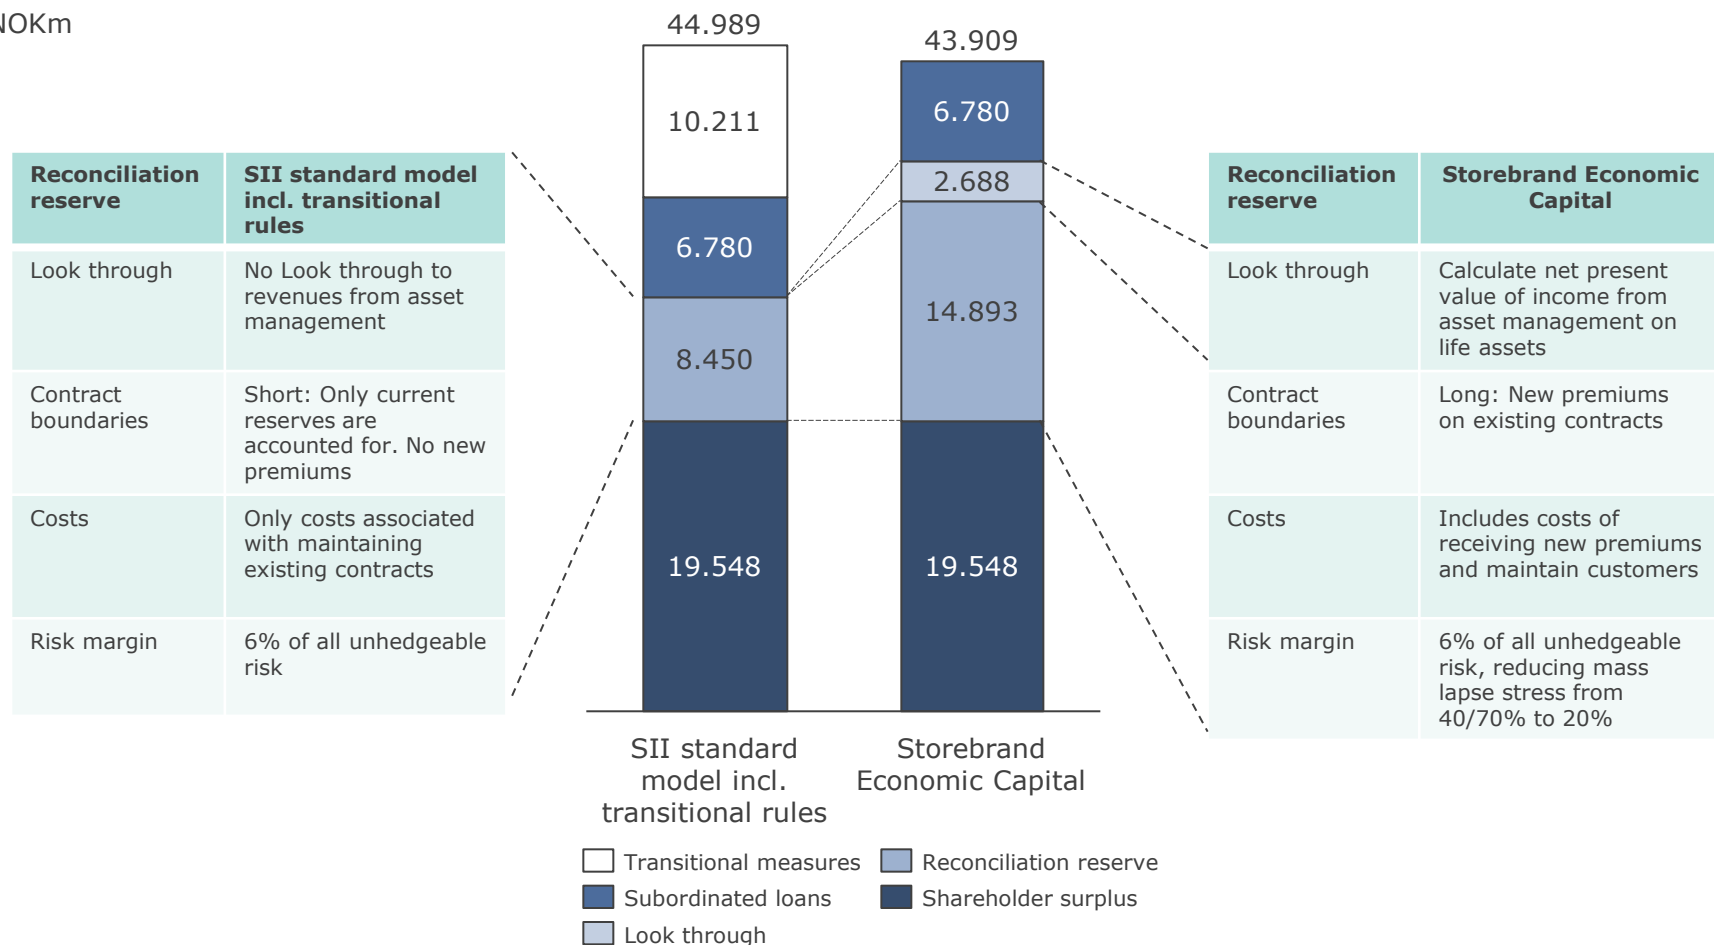 NOKm
44.989
43.909
10.211
6.780
8.450
19.548
6.780
2.688
14.893
19.548
Reconciliation
reserve
SII standard model
incl. transitional
rules
Look through
No Look through to
revenues from asset
management
Contract
boundaries
Short: Only current
reserves are
accounted for. No new
premiums
Costs
Only costs associated
with maintaining
existing contracts
Risk margin
6% of all unhedgeable
risk
Reconciliation
reserve
Storebrand Economic
Capital
Look through
Calculate net present
value of income from
asset management on
life assets
Contract
boundaries
Long: New premiums
on existing contracts
Costs
Includes costs of
receiving new premiums
and maintain customers
Risk margin
6% of all unhedgeable
risk, reducing mass
lapse stress from
40/70% to 20%
SII standard
model incl.
transitional rules
Storebrand
Economic Capital
Transitional measures
Reconciliation reserve
Subordinated loans
Shareholder surplus
Look through